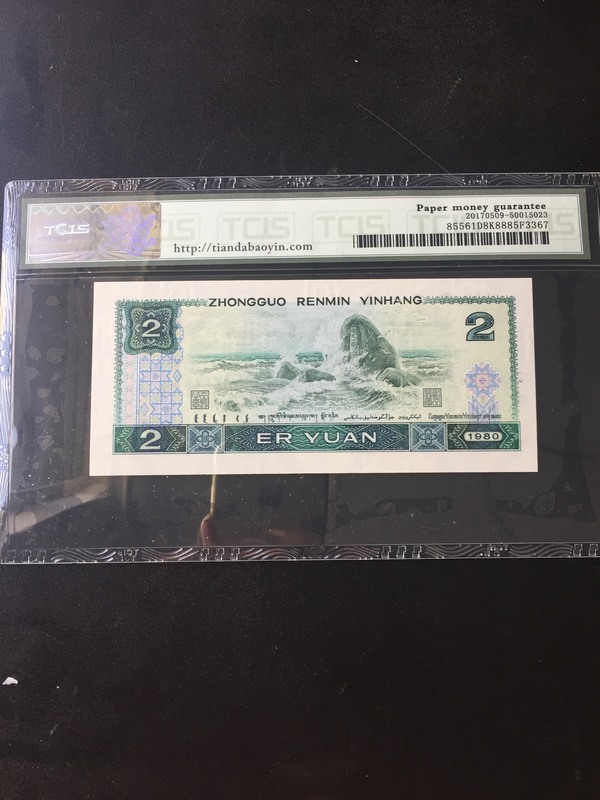 TCIS
Paper money guarantee
20170509-50015023
http://tiandabaoyin.com
85561D8K8885F3367
ZHONGGUO RENMIN YINHANG
2
2
2 ER YUAN 1980